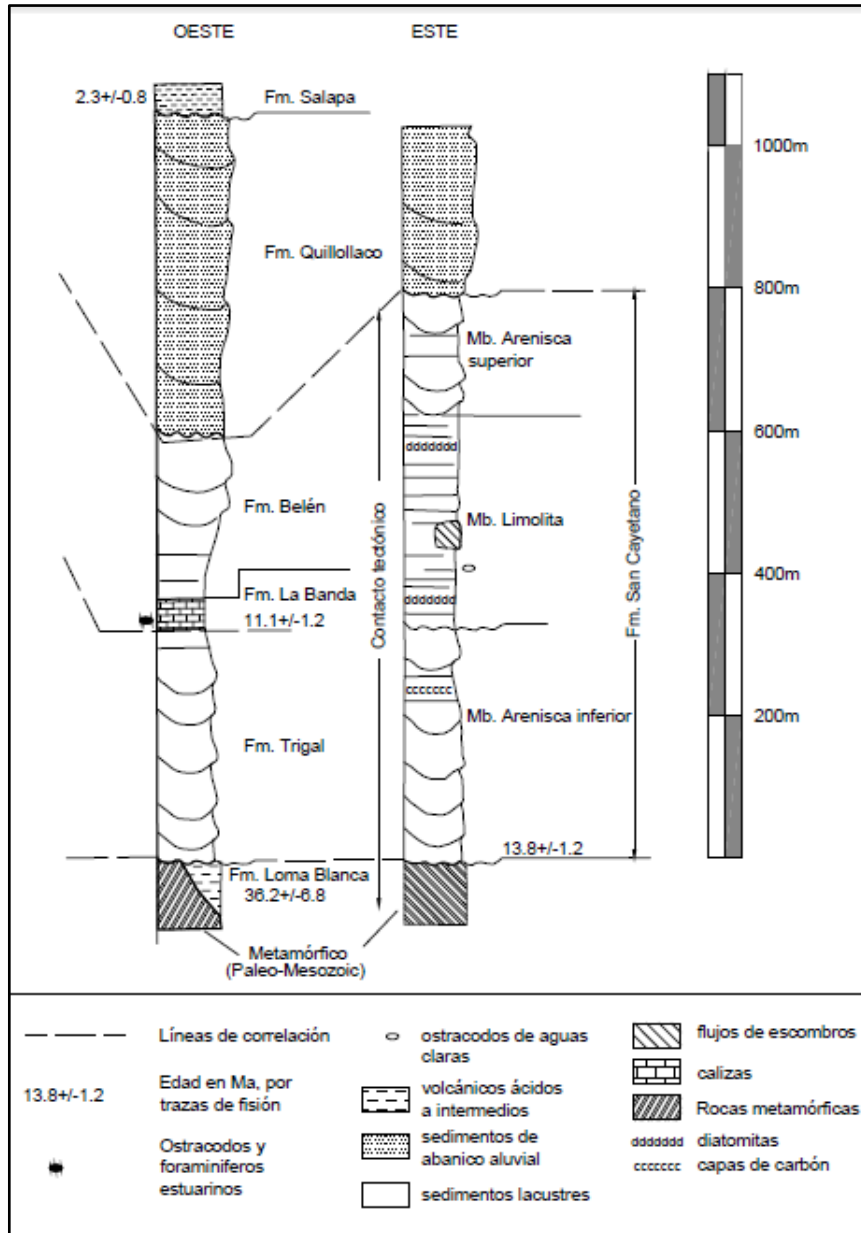 OESTE
ESTE
2.3+/-0.8
Fm. Salapa
1000m
Fm. Quillollaco
800m
Mb. Arenisca
superior
600m
ddddddd
Fm. Belén
Mb. Limolita
Contacto tectónico
Fm. San Cayetano
400m
Fm. La Banda
ddddddd
11.1+/-1.2
ccccccc
200m
Mb. Arenisca inferior
Fm. Trigal
13.8+/-1.2
Fm. Loma Blanca
36.2+/-6.8
Metamórfico
(Paleo-Mesozoic)
Líneas de correlación
13.8+/-1.2
Edad en Ma, por
trazas de fisión
Ostracodos y
foraminiferos
estuarinos
ostracodos de aguas
claras
volcánicos ácidos
a intermedios
sedimentos de
abanico aluvial
sedimentos lacustres
flujos de escombros
calizas
Rocas metamórficas
ddddddd
diatomitas
ccccccc
capas de carbón